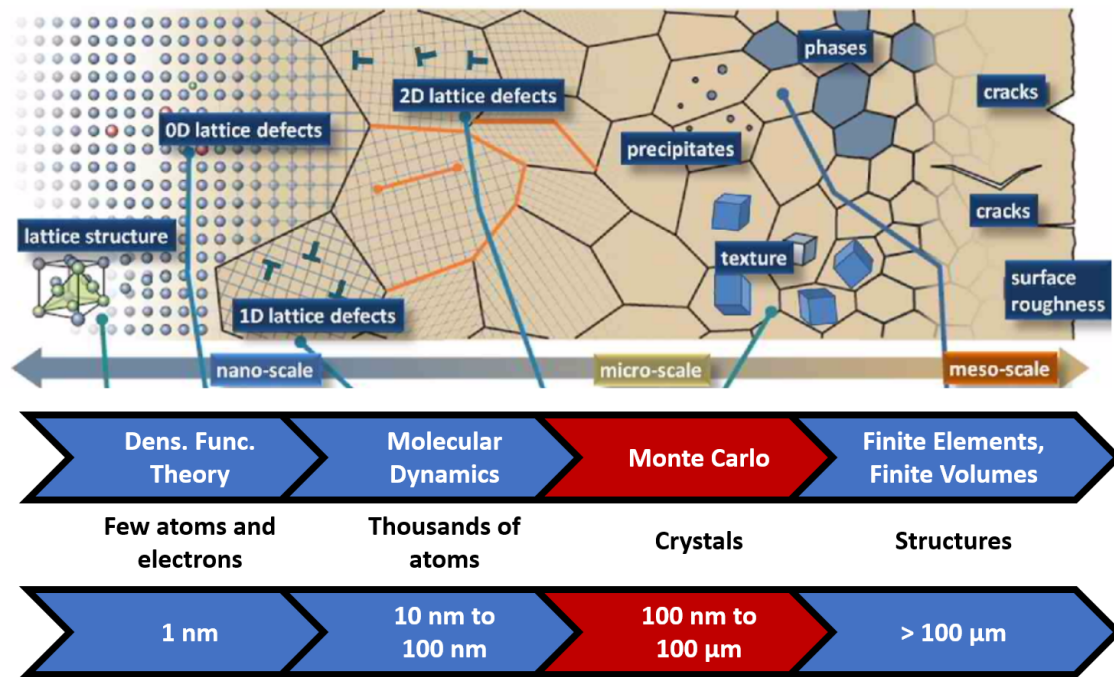 phases
2D lattice defects
cracks
0D lattice defects
precipitates
cracks
lattice structure
texture
surface
roughness
1D lattice defects
nano-scale
micro-scale
meso-scale
Dens. Func.
Theory
Molecular
Dynamics
Monte Carlo
Finite Elements,
Finite Volumes
Few atoms and
electrons
Thousands of
atoms
Crystals
Structures
1 nm
10 nm to
100 nm
100 nm to
100 μm
> 100 μm